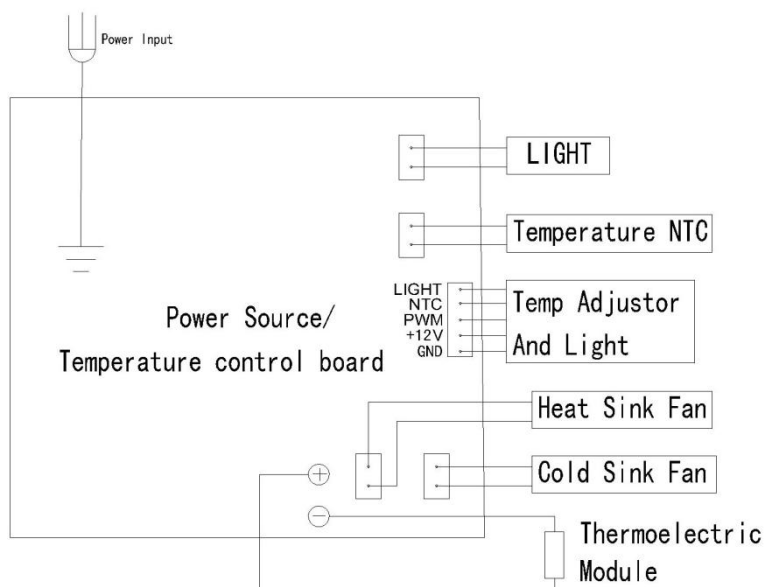 Power Input
LIGHT
Temperature NTC
LIGHT
NTC
PWM
+12V
GND
Temp Adjustor
And Light
Power Source/
Temperature control board
Heat Sink Fan
Cold Sink Fan
Thermoelectric
Module